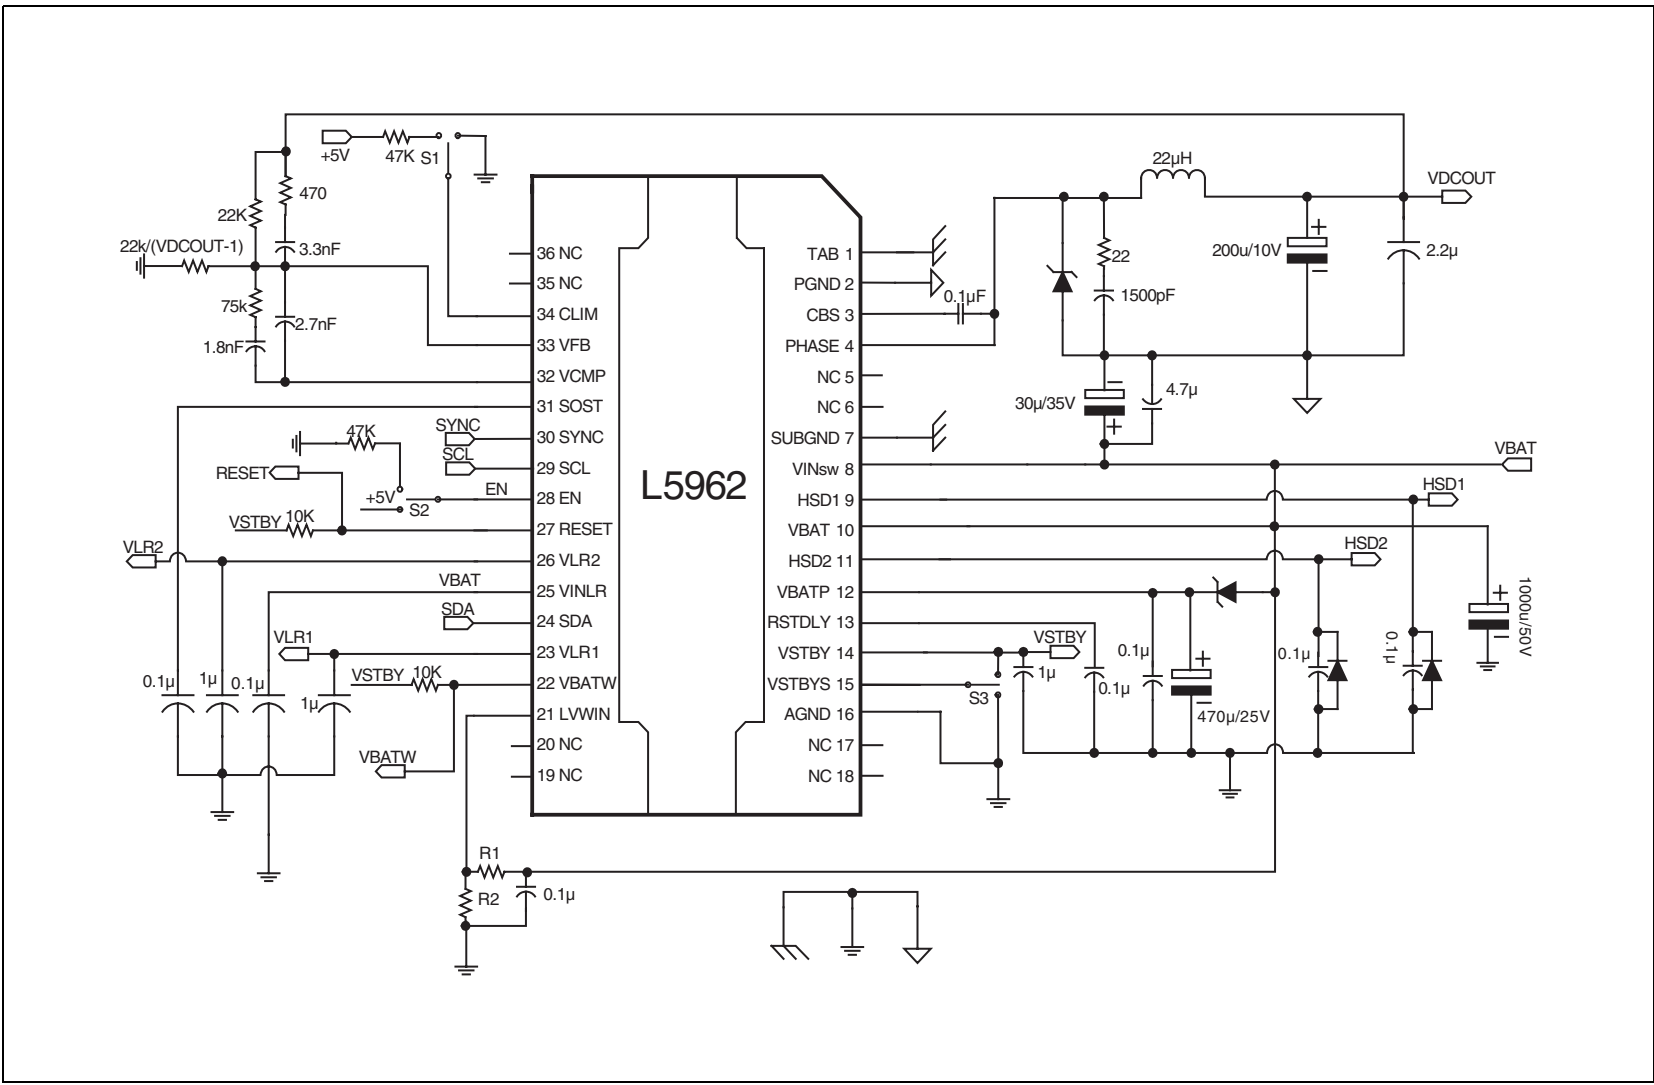 +5V
47K
S1
470
22K
3.3nF
22k/(VDCOUT-1)
75k
2.7nF
1.8nF
47K
SYNC
SCL
RESET
+5V
S2
EN
VSTBY
10K
VLR2
VBAT
SDA
VLR1
VSTBY
10K
0.1µ
1µ
0.1µ
1µ
VBATW
R1
R2
0.1µ
36 NC
35 NC
34 CLIM
33 VFB
32 VCMP
31 SOST
30 SYNC
29 SCL
28 EN
27 RESET
26 VLR2
25 VINLR
24 SDA
23 VLR1
22 VBATW
21 LVWIN
20 NC
19 NC
L5962
TAB 1
PGND 2
CBS 3
PHASE 4
NC 5
NC 6
SUBGND 7
VINsw 8
HSD1 9
VBAT 10
HSD2 11
VBATP 12
RSTDLY 13
VSTBY 14
VSTBYS 15
AGND 16
NC 17
NC 18
22µH
VDCOUT
22
1500pF
0.1µF
200u/10V
+
2.2µ
30µ/35V
+
4.7µ
VBAT
HSD1
HSD2
1000u/50V
+
VSTBY
S3
1µ
0.1µ
0.1µ
+
470µ/25V
0.1µ
0.1µ